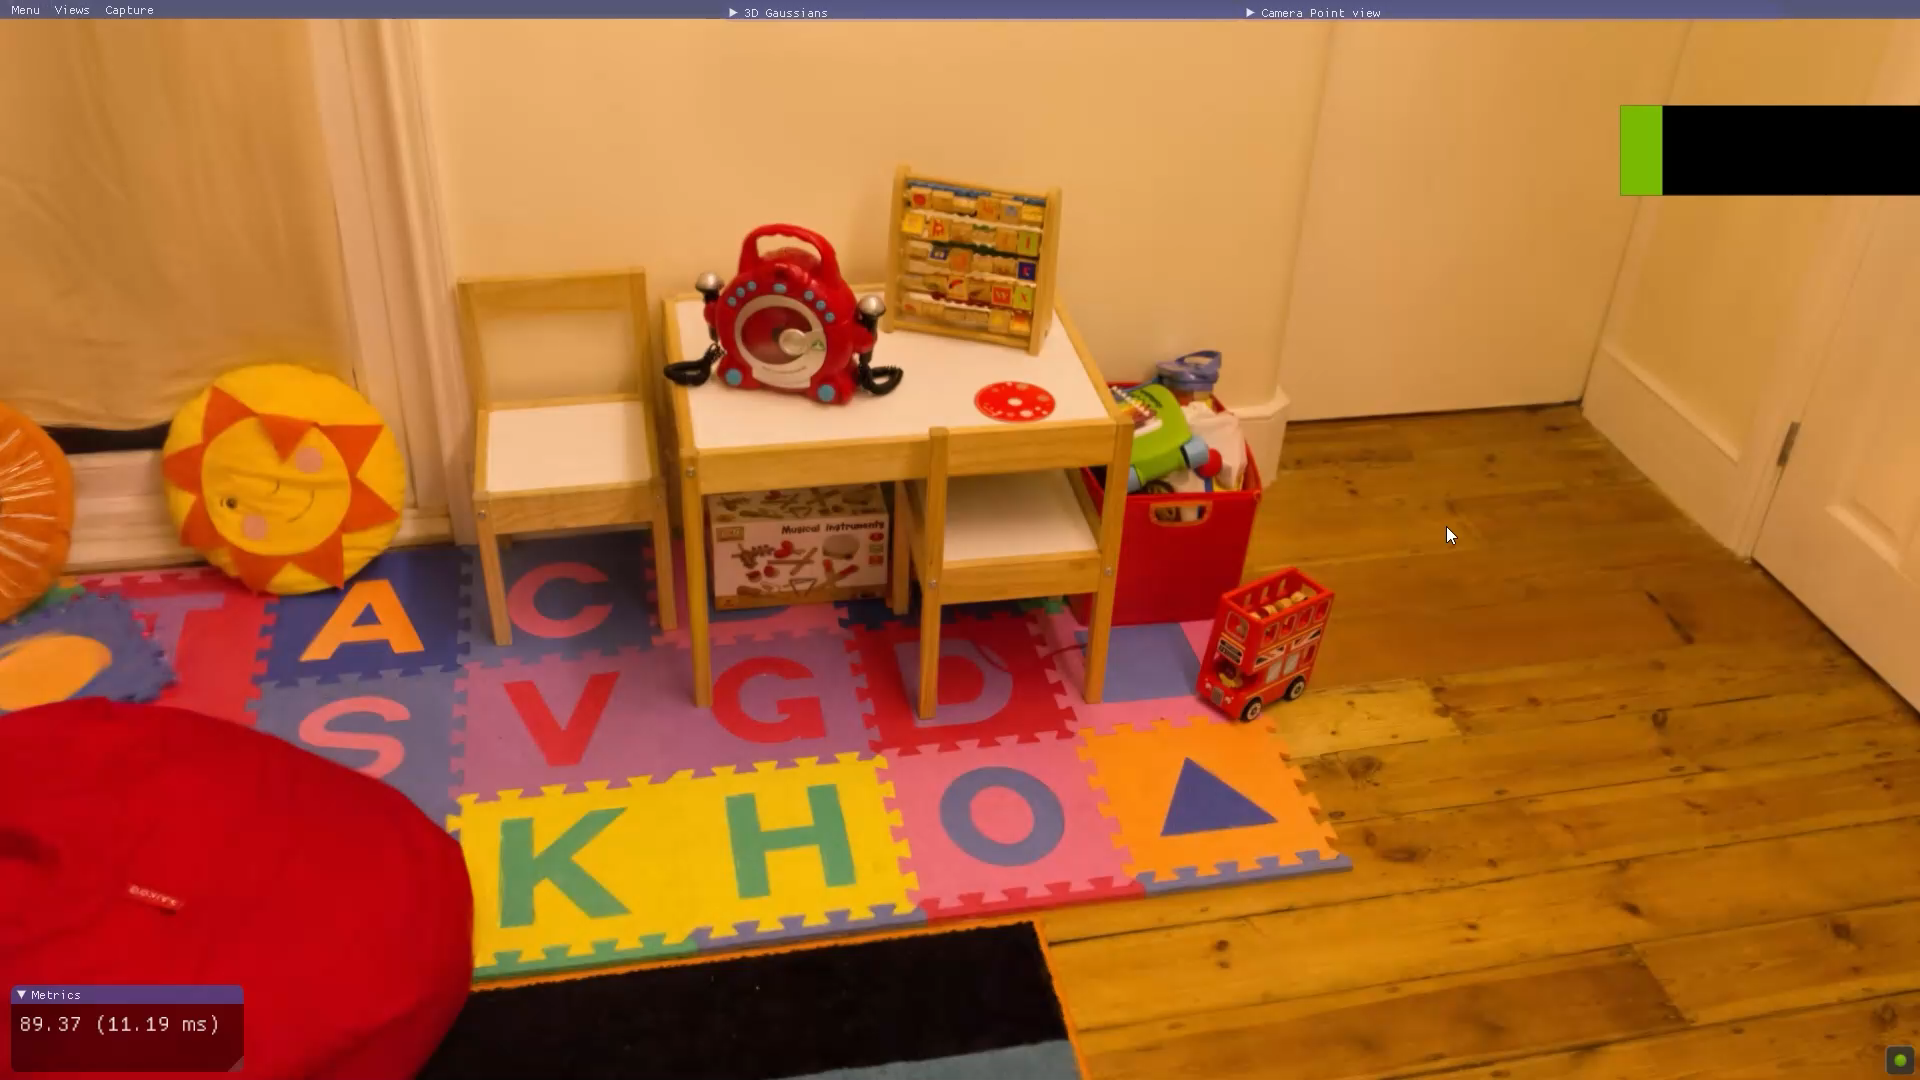 Menu Views Capture
3D Gaussians
Camera Point view
Musical Instruments
T A C
S V G D
K H O
Metrics
89.37 (11.19 ms)